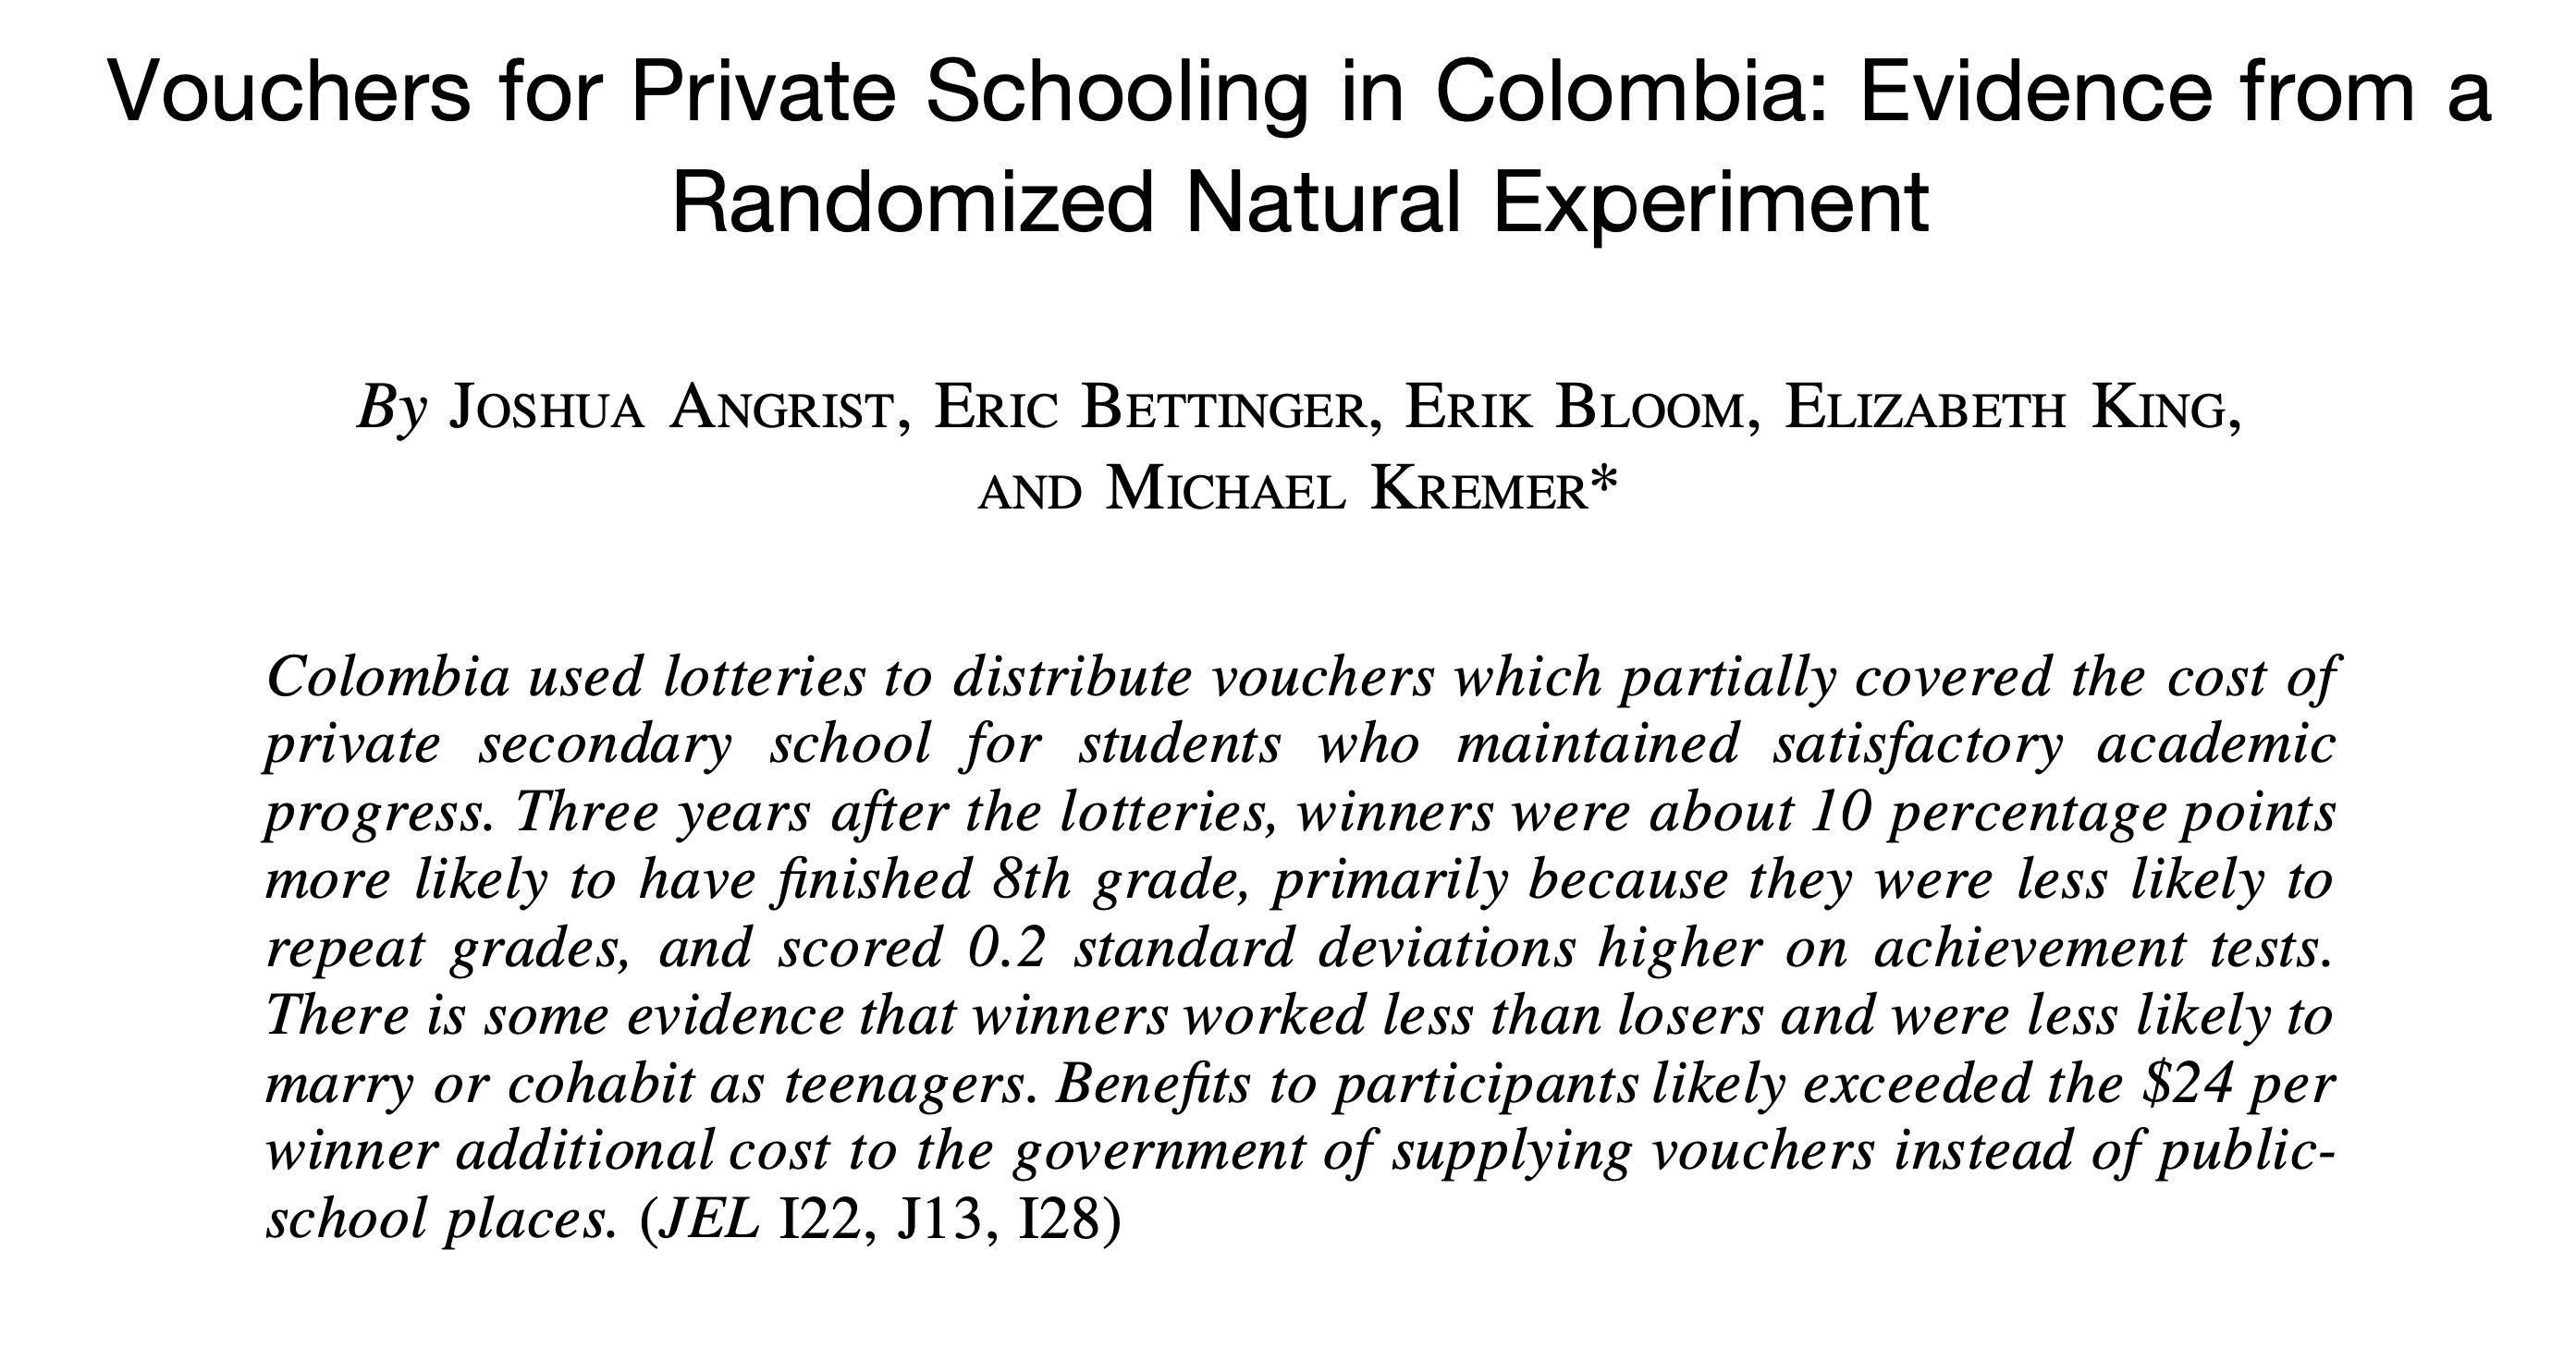 Vouchers for Private Schooling in Colombia: Evidence from a
Randomized Natural Experiment
By JOSHUA ANGRIST, ERIC BETTINGER, ERIK BLOOM, ELIZABETH KING,
AND MICHAEL KREMER*
Colombia used lotteries to distribute vouchers which partially covered the cost of
private secondary school for students who maintained satisfactory academic
progress. Three years after the lotteries, winners were about 10 percentage points
more likely to have finished 8th grade, primarily because they were less likely to
repeat grades, and scored 0.2 standard deviations higher on achievement tests.
There is some evidence that winners worked less than losers and were less likely to
marry or cohabit as teenagers. Benefits to participants likely exceeded the $24 per
winner additional cost to the government of supplying vouchers instead of public-
school places. (JEL I22, J13, I28)